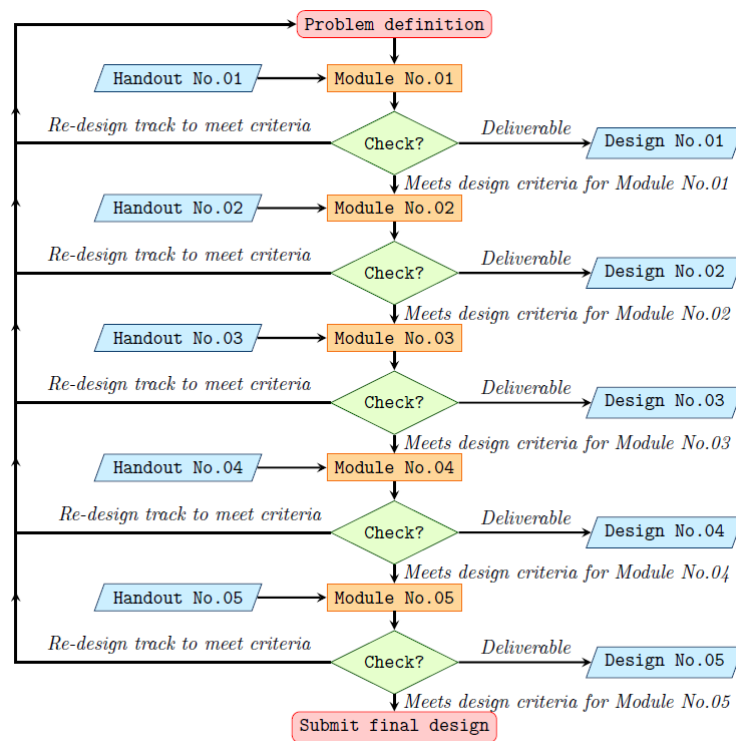 Problem definition
Handout No.01
Module No.01
Re-design track to meet criteria
Check?
Deliverable
Design No.01
Meets design criteria for Module No.01
Handout No.02
Module No.02
Re-design track to meet criteria
Check?
Deliverable
Design No.02
Meets design criteria for Module No.02
Handout No.03
Module No.03
Re-design track to meet criteria
Check?
Deliverable
Design No.03
Meets design criteria for Module No.03
Handout No.04
Module No.04
Re-design track to meet criteria
Check?
Deliverable
Design No.04
Meets design criteria for Module No.04
Handout No.05
Module No.05
Re-design track to meet criteria
Check?
Deliverable
Design No.05
Meets design criteria for Module No.05
Submit final design